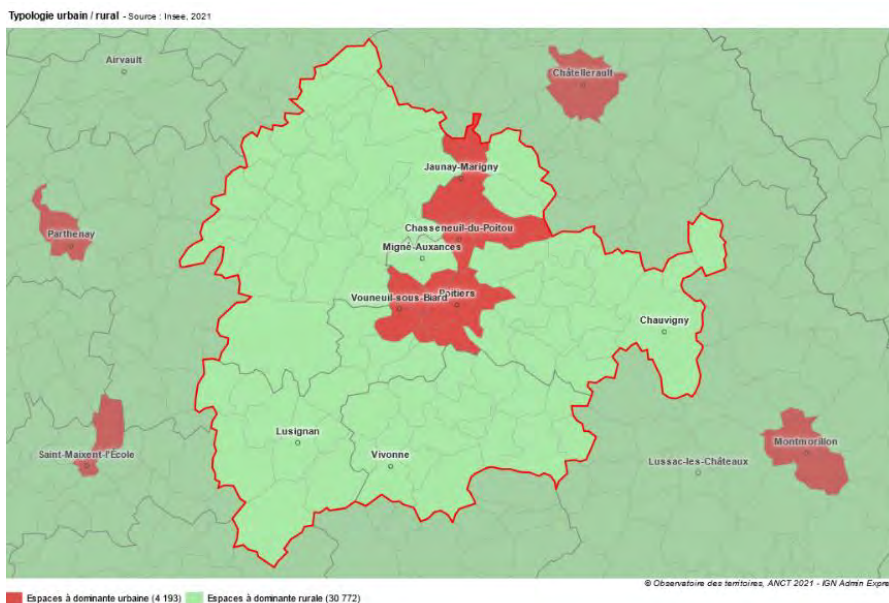 Typologie urbain / rural - Source : Insee, 2021
Airvault
Châtellerault
Jaunay-Marigny
Parthenay
Chasseneuil-du-Poitou
Migné-Auxances
Vouneuil-sous-Biard
Poitiers
Chauvigny
Lusignan
Saint-Maixent-l'École
Vivonne
Montmorillon
Lussac-les-Châteaux
© Observatoire des territoires, ANCT 2021 - IGN Admin Expre
Espaces à dominante urbaine (4 193) Espaces à dominante rurale (30 772)